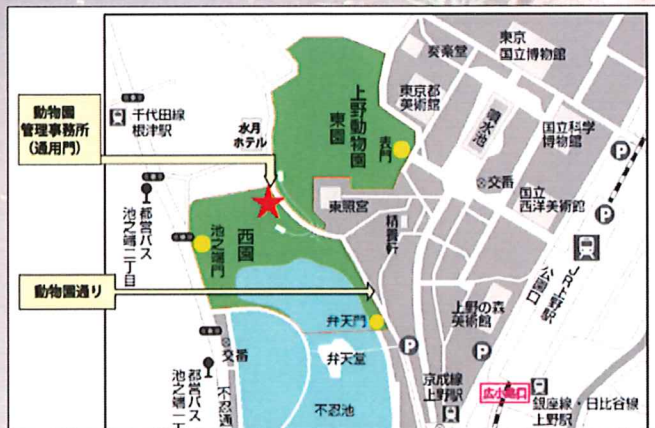 動物園
管理事務所
(通用門)
動物園通り
千代田線
根津駅
水月
ホテル
都営バス
池之端二丁目
池之端門
西園
上野動物園
東園
表門
奏楽堂
東京
国立博物館
東京都
美術館
噴水池
国立科学
博物館
交番
国立
西洋美術館
東照宮
精養軒
JR上野駅
公園口
上野の森
美術館
弁天門
弁天堂
不忍池
交番
都営バス
池之端一丁
不忍通
京成線
上野駅
広小路口
銀座線・日比谷線
上野駅
P
P
P
P